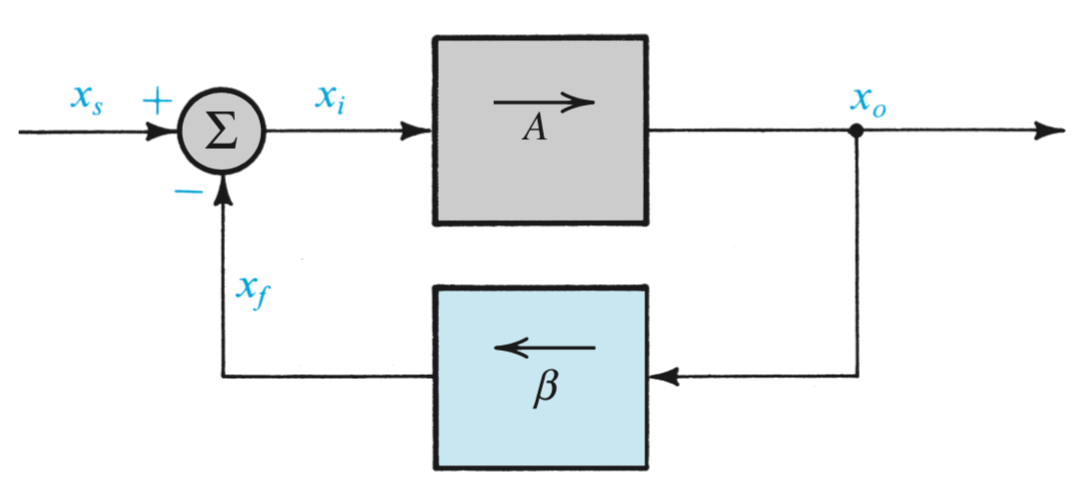 x_s + Σ x_i A x_o
−
x_f
β